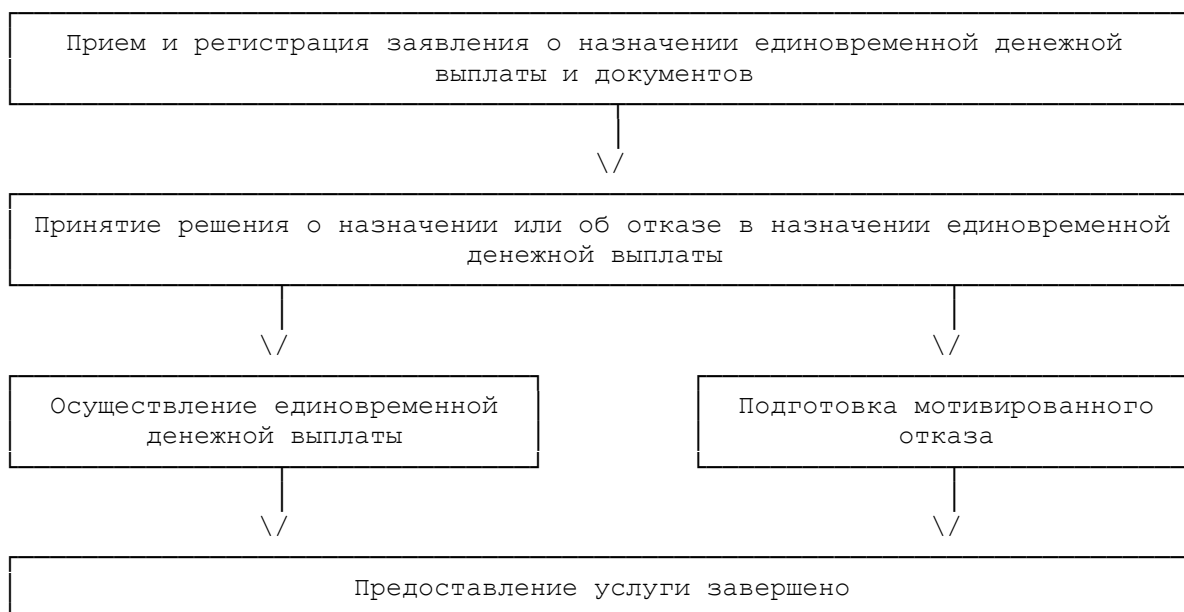 Прием и регистрация заявления о назначении единовременной денежной
выплаты и документов
\/
Принятие решения о назначении или об отказе в назначении единовременной
денежной выплаты
\/ \/
Осуществление единовременной
денежной выплаты
Подготовка мотивированного
отказа
\/ \/
Предоставление услуги завершено